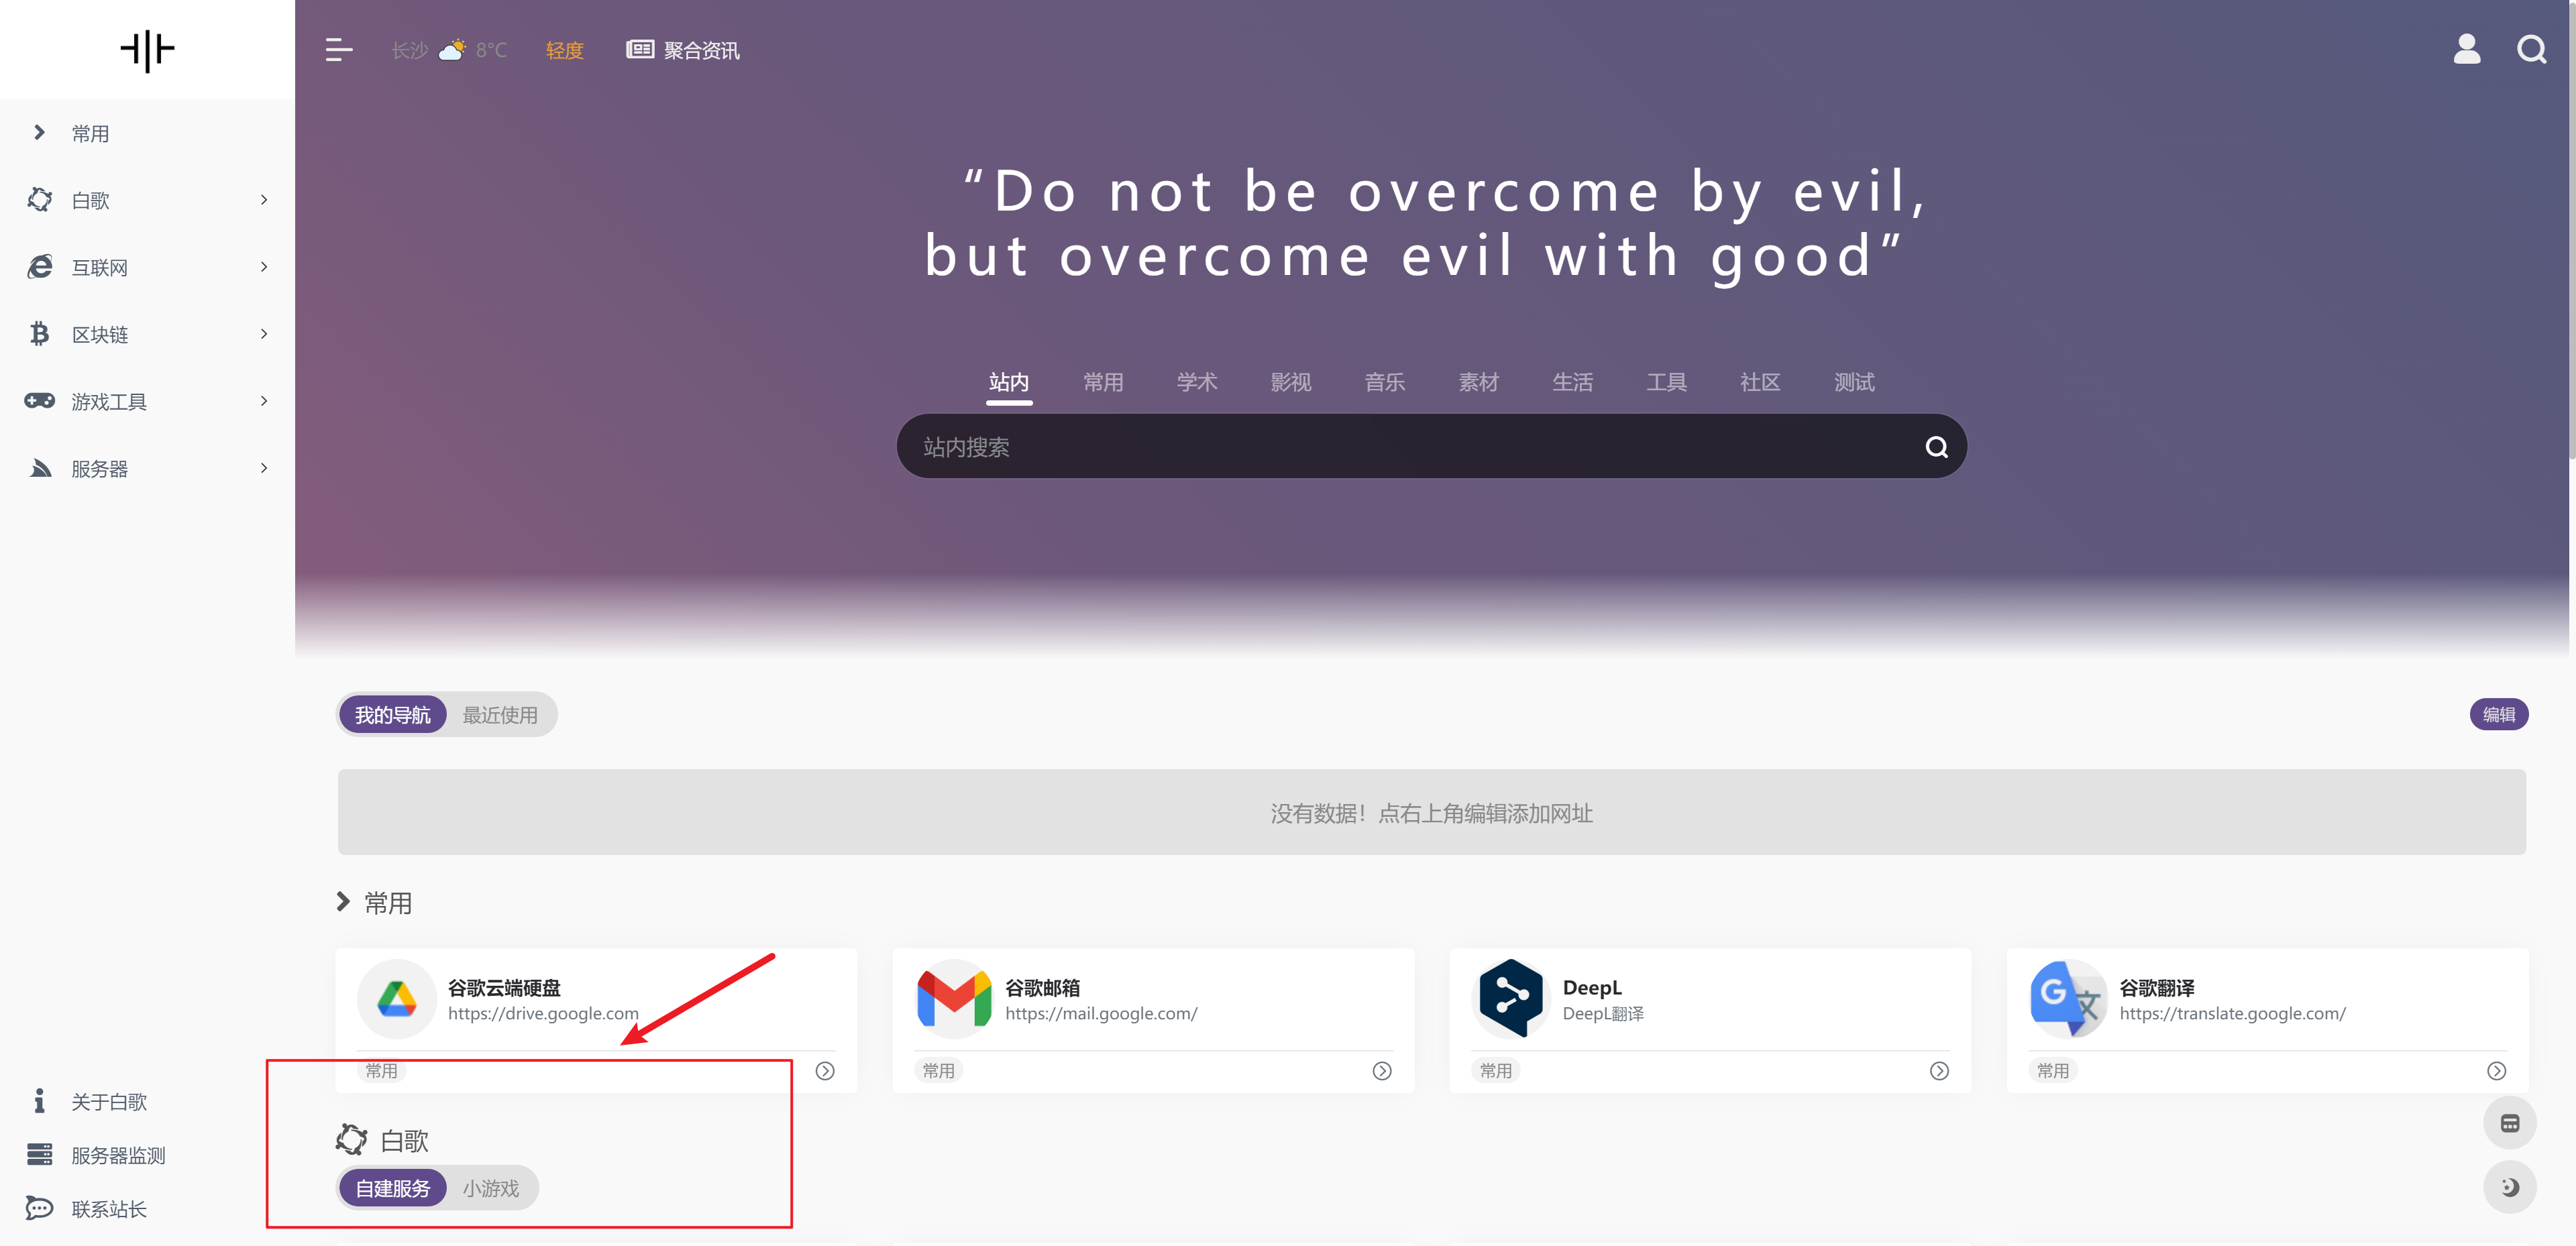 长沙 8°C 轻度 聚合资讯
常用
白歌
互联网
区块链
游戏工具
服务器
关于白歌
服务器监测
联系站长
“Do not be overcome by evil,
but overcome evil with good”
站内 常用 学术 影视 音乐 素材 生活 工具 社区 测试
站内搜索
我的导航 最近使用 编辑
没有数据！点右上角编辑添加网址
常用
谷歌云端硬盘
https://drive.google.com
常用
谷歌邮箱
https://mail.google.com/
常用
DeepL
DeepL翻译
常用
谷歌翻译
https://translate.google.com/
常用
白歌
自建服务 小游戏